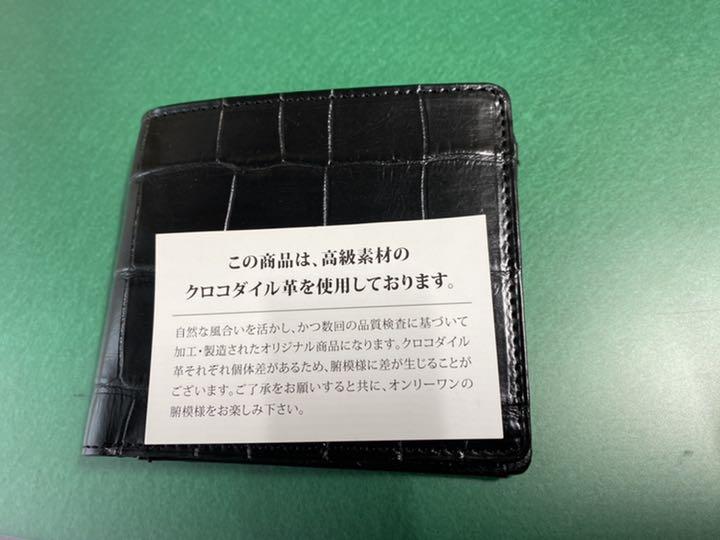 この商品は、高級素材の
クロコダイル革を使用しております。
自然な風合いを活かし、かつ数回の品質検査に基づいて
加工・製造されたオリジナル商品になります。クロコダイル
革それぞれ個体差があるため、腑模様に差が生じることが
ございます。ご了承をお願いすると共に、オンリーワンの
腑模様をお楽しみ下さい。